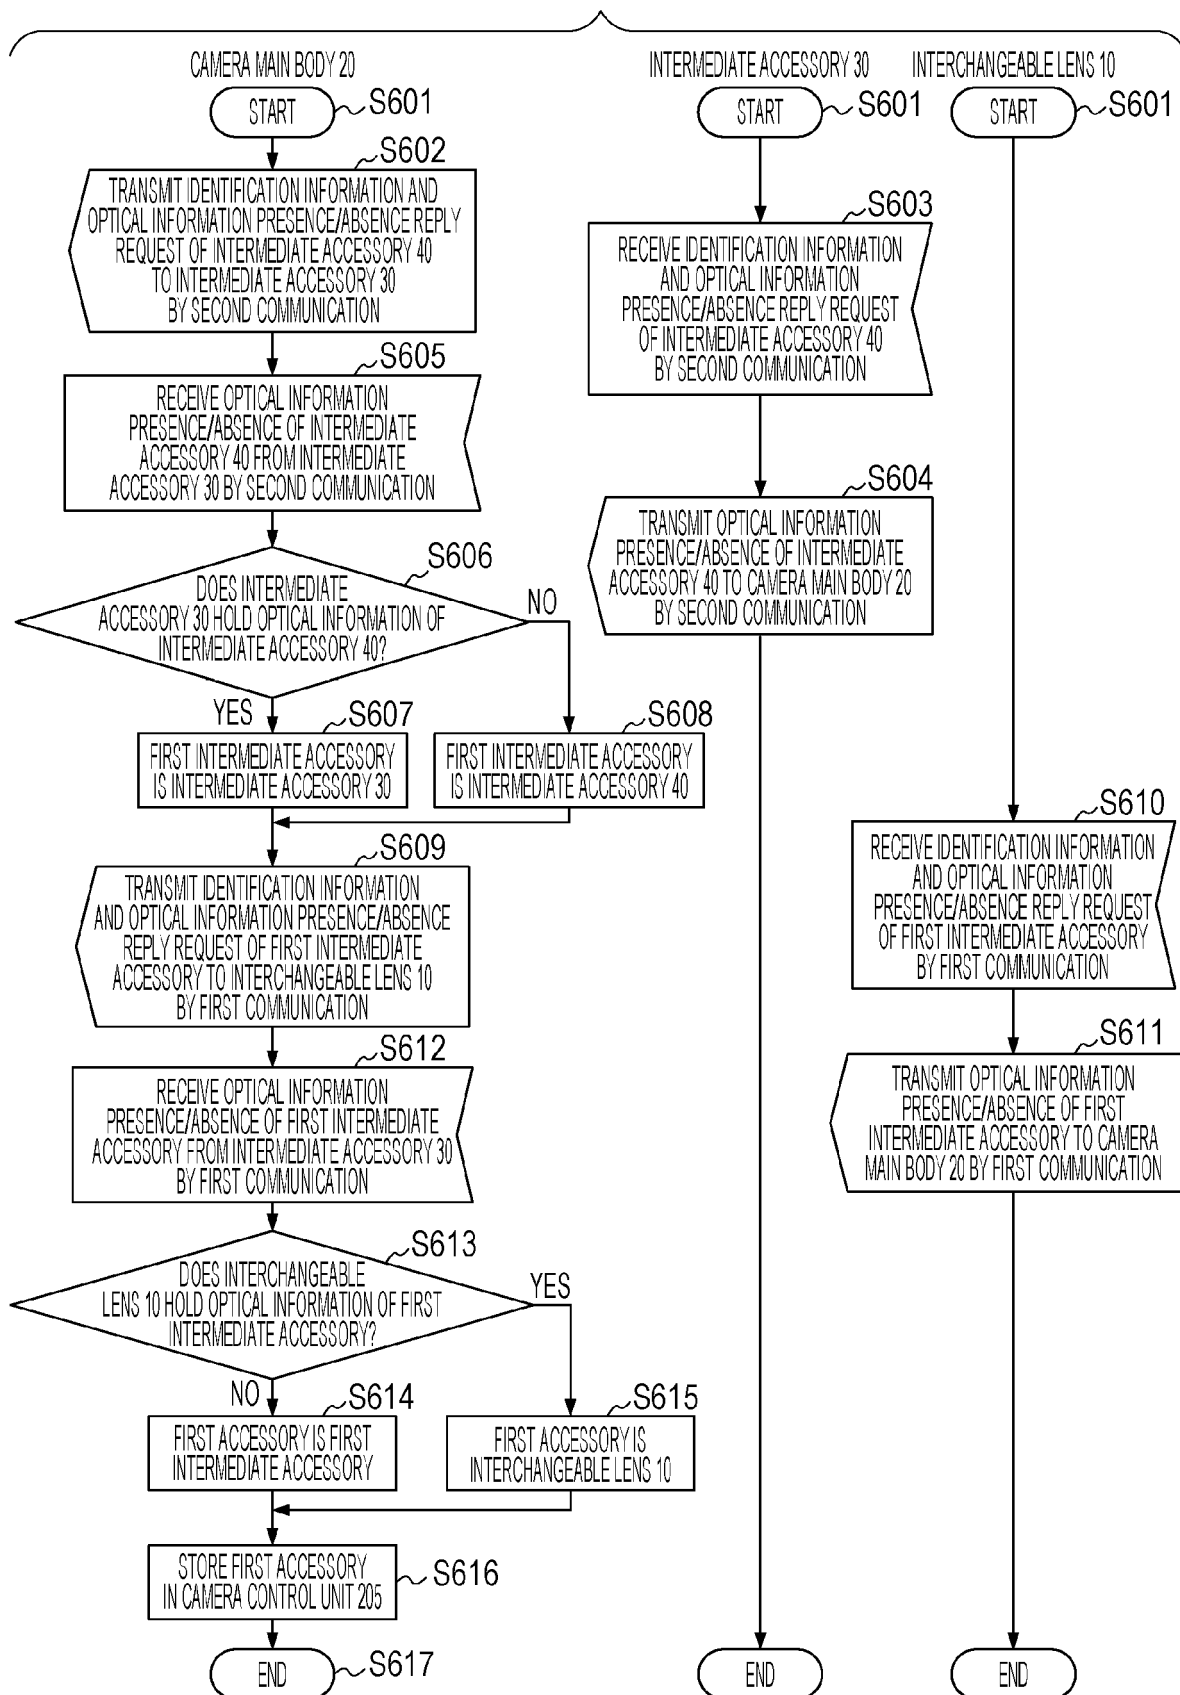 CAMERA MAIN BODY 20
START
S601
S602
TRANSMIT IDENTIFICATION INFORMATION AND
OPTICAL INFORMATION PRESENCE/ABSENCE REPLY
REQUEST OF INTERMEDIATE ACCESSORY 40
TO INTERMEDIATE ACCESSORY 30
BY SECOND COMMUNICATION
S605
RECEIVE OPTICAL INFORMATION
PRESENCE/ABSENCE OF INTERMEDIATE
ACCESSORY 40 FROM INTERMEDIATE
ACCESSORY 30 BY SECOND COMMUNICATION
S606
DOES INTERMEDIATE
ACCESSORY 30 HOLD OPTICAL INFORMATION OF
INTERMEDIATE ACCESSORY 40?
NO
YES
S607
FIRST INTERMEDIATE ACCESSORY
IS INTERMEDIATE ACCESSORY 30
S608
FIRST INTERMEDIATE ACCESSORY
IS INTERMEDIATE ACCESSORY 40
S609
TRANSMIT IDENTIFICATION INFORMATION
AND OPTICAL INFORMATION PRESENCE/ABSENCE
REPLY REQUEST OF FIRST INTERMEDIATE
ACCESSORY TO INTERCHANGEABLE LENS 10
BY FIRST COMMUNICATION
S612
RECEIVE OPTICAL INFORMATION
PRESENCE/ABSENCE OF FIRST INTERMEDIATE
ACCESSORY FROM INTERMEDIATE ACCESSORY 30
BY FIRST COMMUNICATION
S613
DOES INTERCHANGEABLE
LENS 10 HOLD OPTICAL INFORMATION OF FIRST
INTERMEDIATE ACCESSORY?
YES
NO
S614
FIRST ACCESSORY IS FIRST
INTERMEDIATE ACCESSORY
S615
FIRST ACCESSORY IS
INTERCHANGEABLE LENS 10
STORE FIRST ACCESSORY
IN CAMERA CONTROL UNIT 205
S616
END
S617
INTERMEDIATE ACCESSORY 30
START
S601
S603
RECEIVE IDENTIFICATION INFORMATION
AND OPTICAL INFORMATION
PRESENCE/ABSENCE REPLY REQUEST
OF INTERMEDIATE ACCESSORY 40
BY SECOND COMMUNICATION
S604
TRANSMIT OPTICAL INFORMATION
PRESENCE/ABSENCE OF INTERMEDIATE
ACCESSORY 40 TO CAMERA MAIN BODY 20
BY SECOND COMMUNICATION
END
INTERCHANGEABLE LENS 10
START
S601
S610
RECEIVE IDENTIFICATION INFORMATION
AND OPTICAL INFORMATION
PRESENCE/ABSENCE REPLY REQUEST
OF FIRST INTERMEDIATE ACCESSORY
BY FIRST COMMUNICATION
S611
TRANSMIT OPTICAL INFORMATION
PRESENCE/ABSENCE OF FIRST
INTERMEDIATE ACCESSORY TO CAMERA
MAIN BODY 20 BY FIRST COMMUNICATION
END